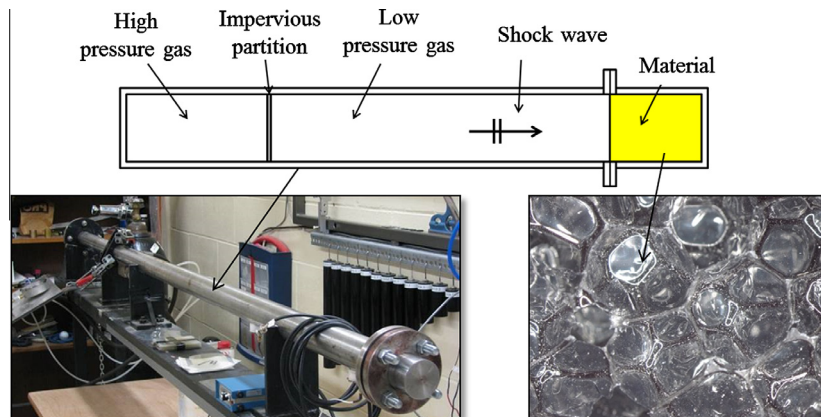 High
pressure gas
Impervious
partition
Low
pressure gas
Shock wave
Material